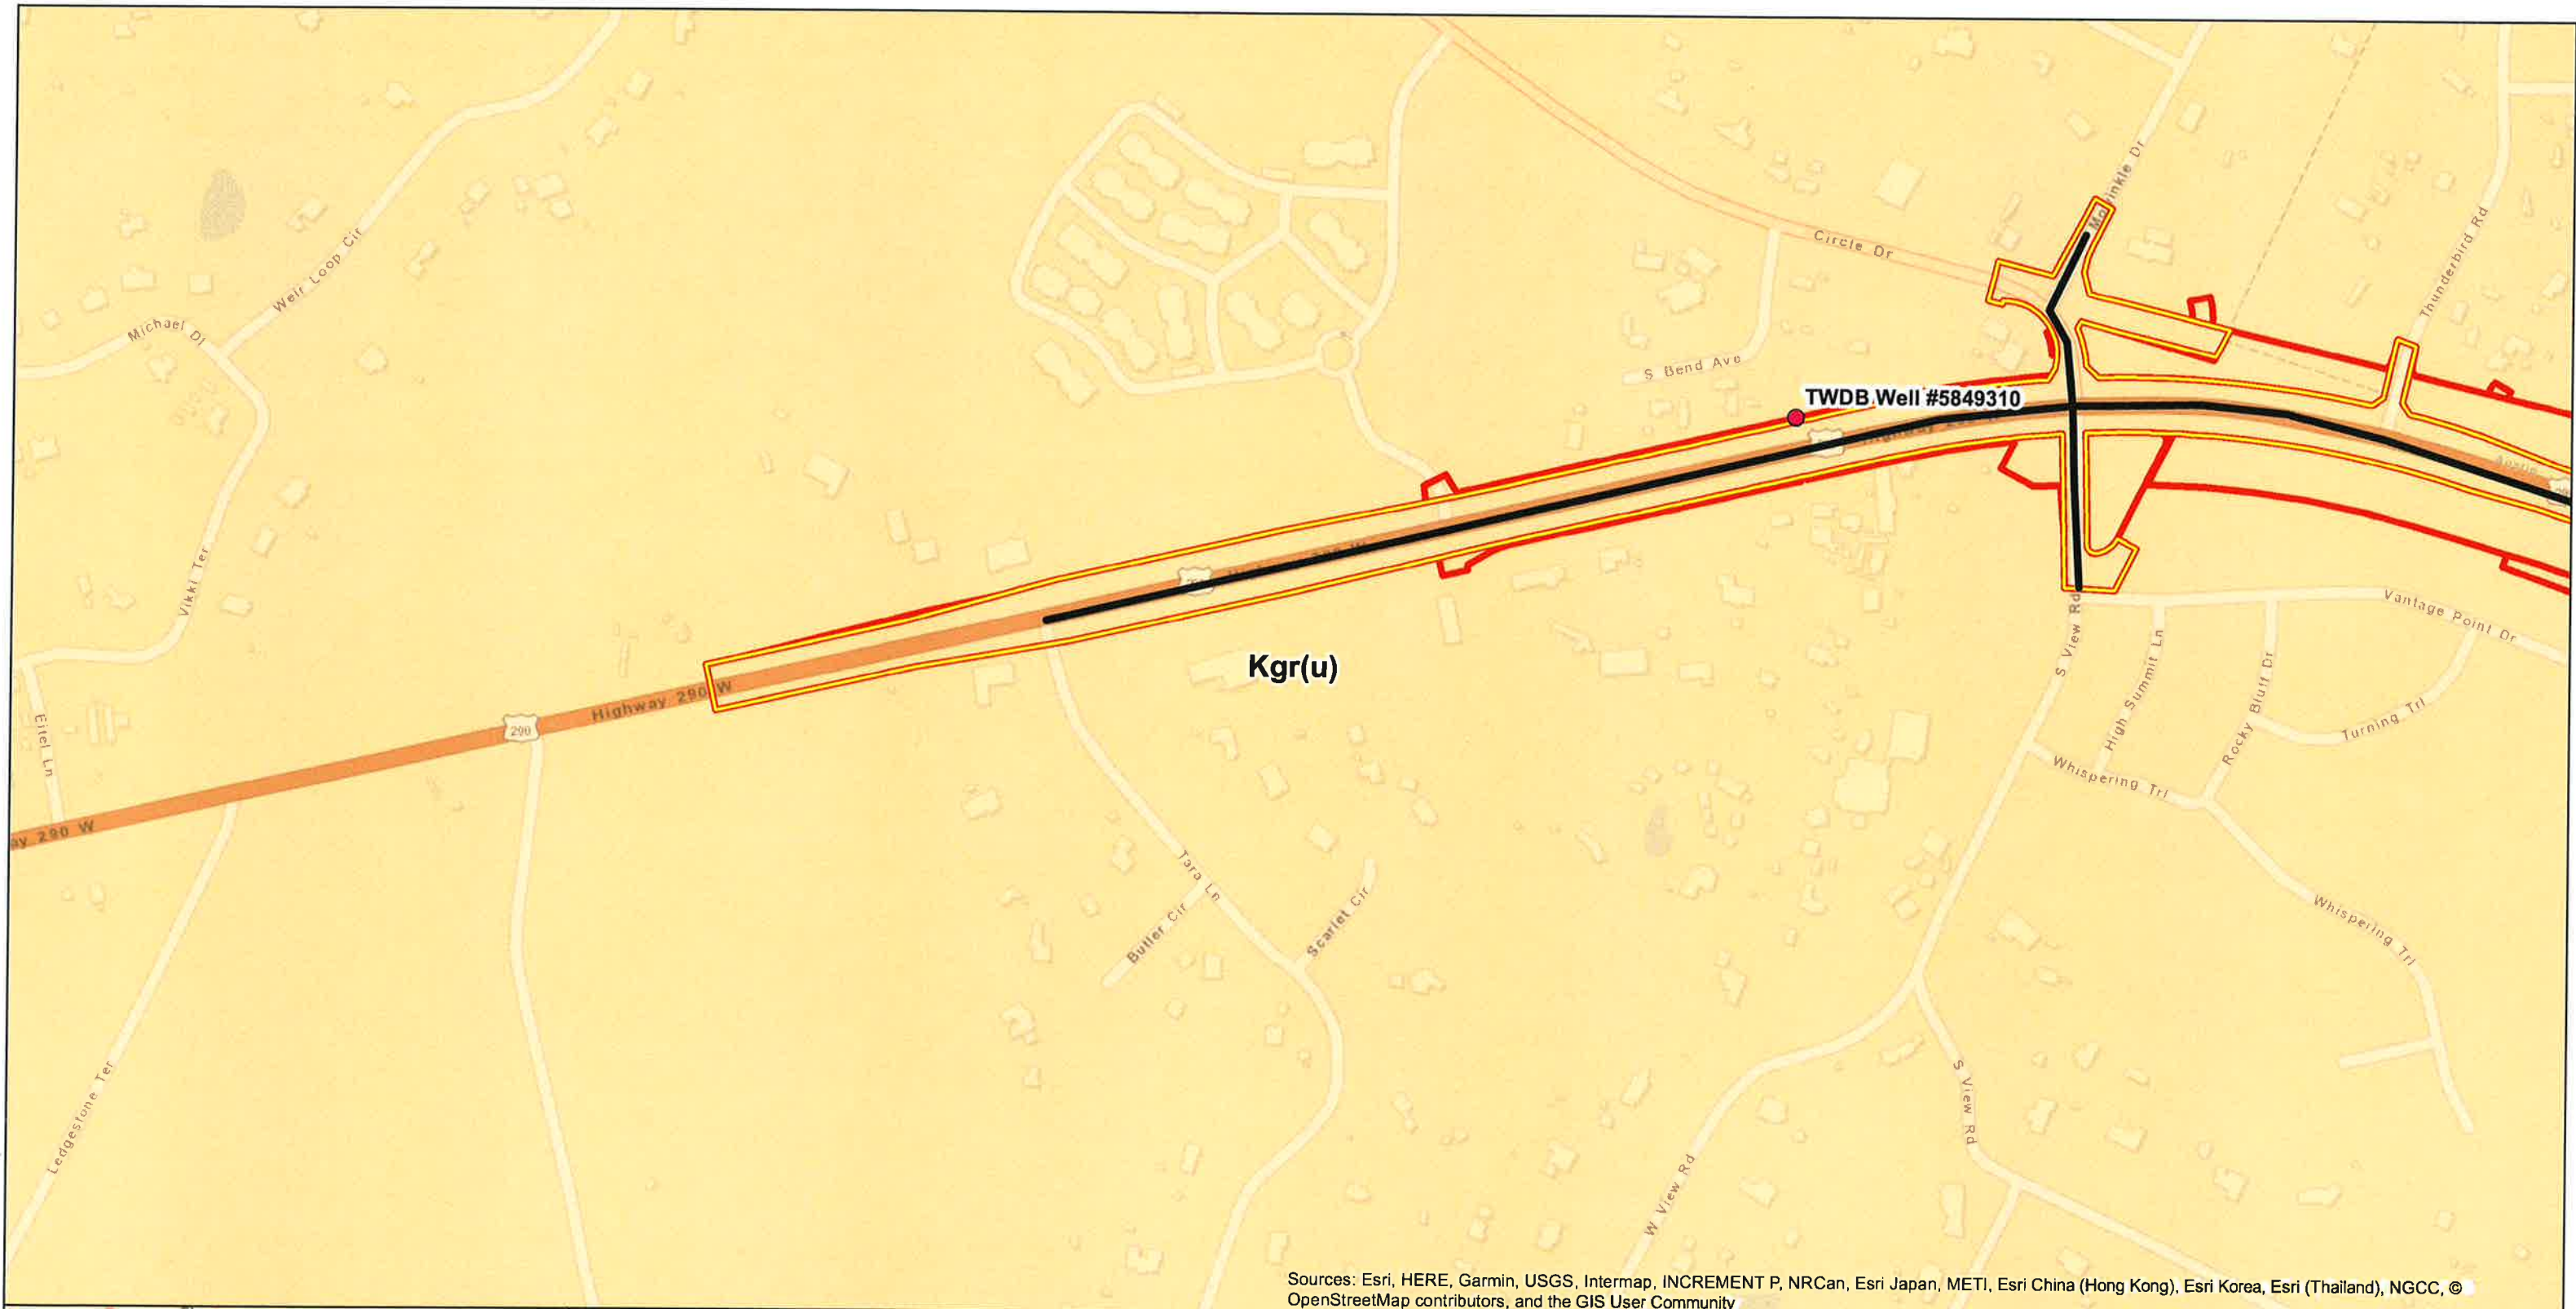 Weir Loop Cir
Circle Dr
Thunderbird Rd
Michael Dr
S Bend Ave
TWDB Well #5849310
Vikki Ter
Kgr(u)
Highway 290 W
290
Eitel Ln
ay 290 W
Vantage Point Dr
S View Rd
High Summit Ln
Rocky Bluff Dr
Turning Trl
Whispering Trl
Tara Ln
Butler Cir
Scarlet Cir
Whispering Trl
Ledgestone Ter
S View Rd
W View Rd
Sources: Esri, HERE, Garmin, USGS, Intermap, INCREMENT P, NRCan, Esri Japan, METI, Esri China (Hong Kong), Esri Korea, Esri (Thailand), NGCC, ©
OpenStreetMap contributors, and the GIS User Community